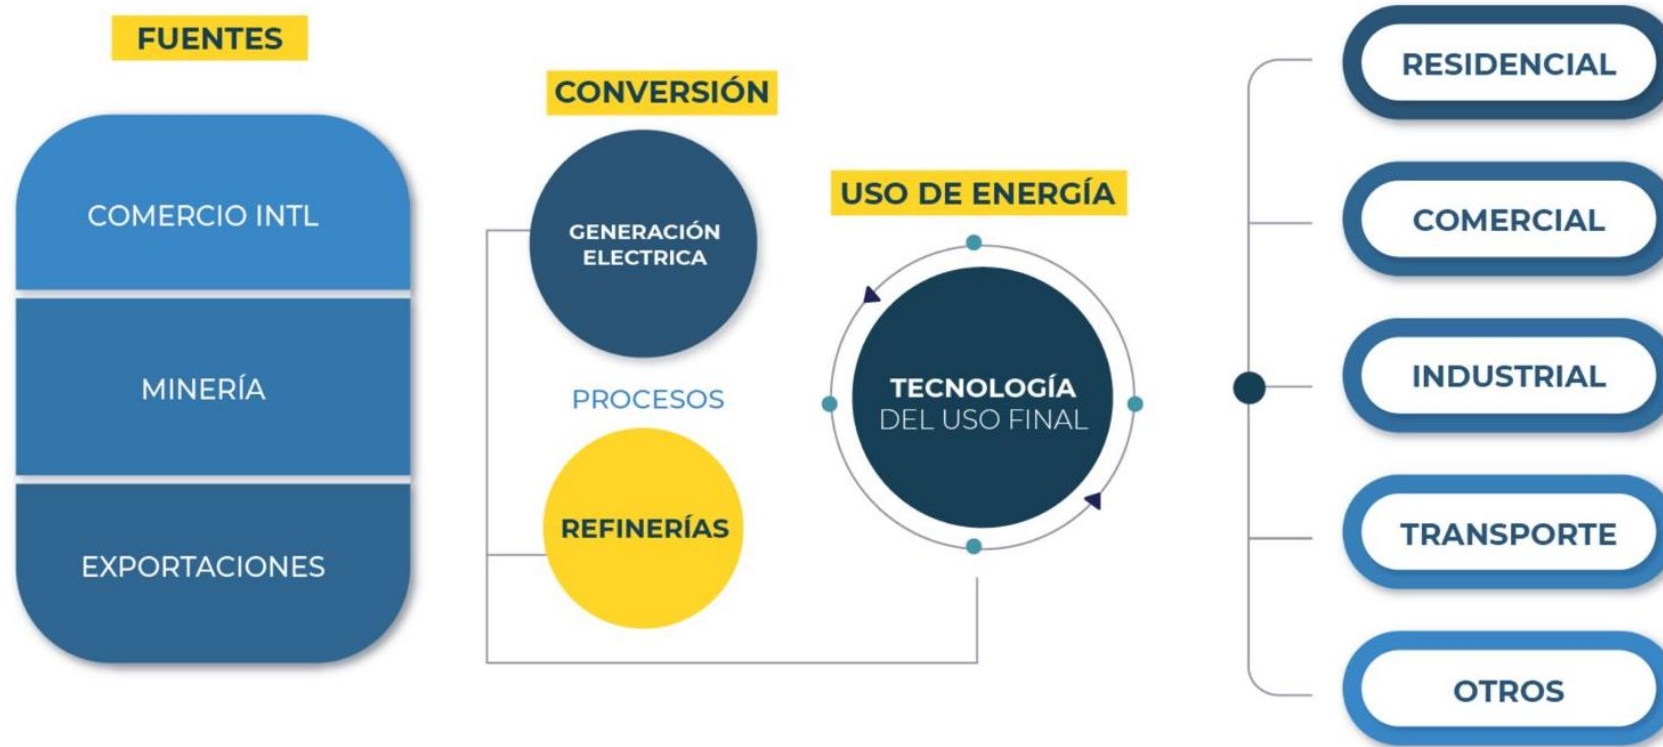 FUENTES
COMERCIO INTL
MINERÍA
EXPORTACIONES
CONVERSIÓN
GENERACIÓN
ELECTRICA
PROCESOS
REFINERÍAS
USO DE ENERGÍA
TECNOLOGÍA
DEL USO FINAL
RESIDENCIAL
COMERCIAL
INDUSTRIAL
TRANSPORTE
OTROS